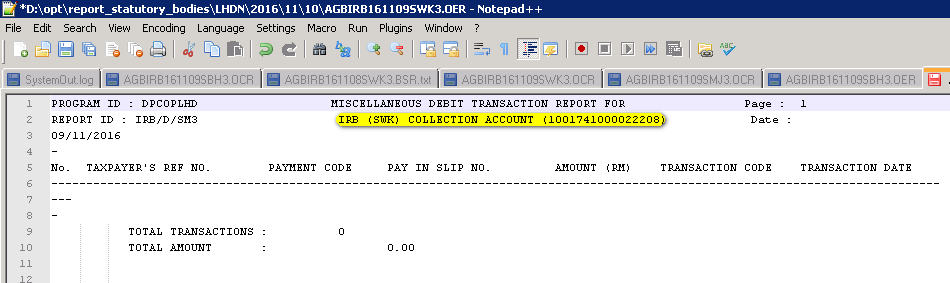 *D:\opt\report_statutory_bodies\LHDN\2016\11\10\AGBIRB161109SWK3.OER - Notepad++
File Edit Search View Encoding Language Settings Macro Run Plugins Window ? X
SystemOut.log AGBIRB161109SBH3.OCR AGBIRB161108SWK3.BSR.txt AGBIRB161109SWK3.OCR AGBIRB161109SMJ3.OCR AGBIRB161109SBH3.OER
1 PROGRAM ID : DPCOPLHD MISCELLANEOUS DEBIT TRANSACTION REPORT FOR Page : 1
2 REPORT ID : IRB/D/SM3 IRB (SWK) COLLECTION ACCOUNT (1001741000022208) Date :
3 09/11/2016
4 -
5 No. TAXPAYER'S REF NO. PAYMENT CODE PAY IN SLIP NO. AMOUNT (RM) TRANSACTION CODE TRANSACTION DATE
6 --------------------------------------------------------------------------------------------------------------------------------
7 ---
8 -
9 TOTAL TRANSACTIONS : 0
10 TOTAL AMOUNT : 0.00
11
12